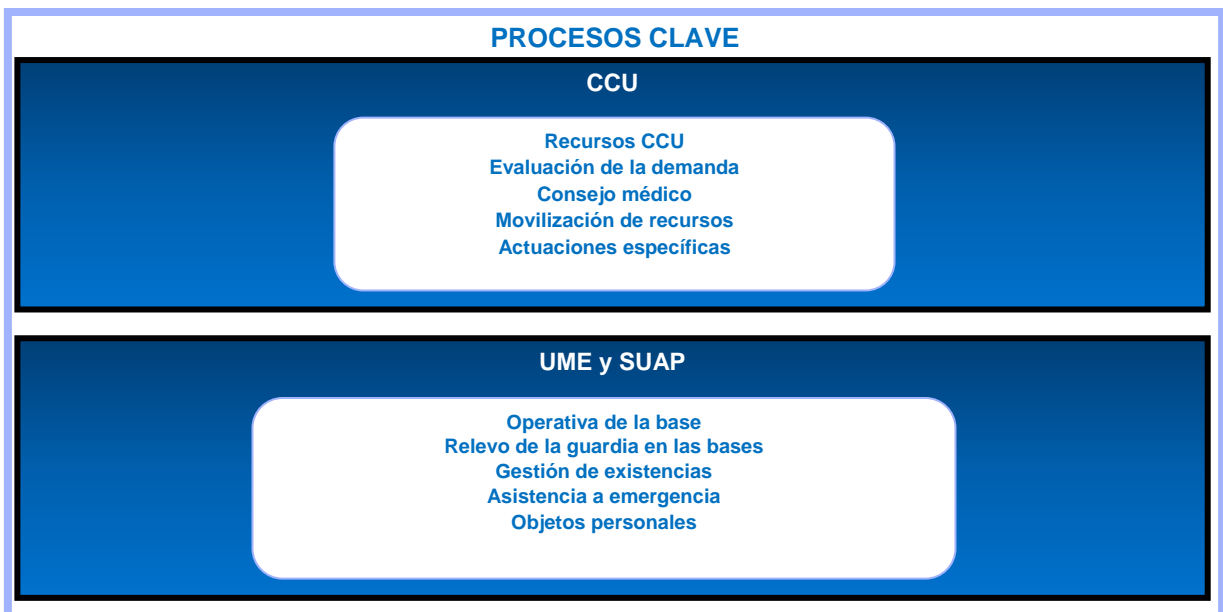 PROCESOS CLAVE
CCU
Recursos CCU
Evaluación de la demanda
Consejo médico
Movilización de recursos
Actuaciones específicas
UME y SUAP
Operativa de la base
Relevo de la guardia en las bases
Gestión de existencias
Asistencia a emergencia
Objetos personales